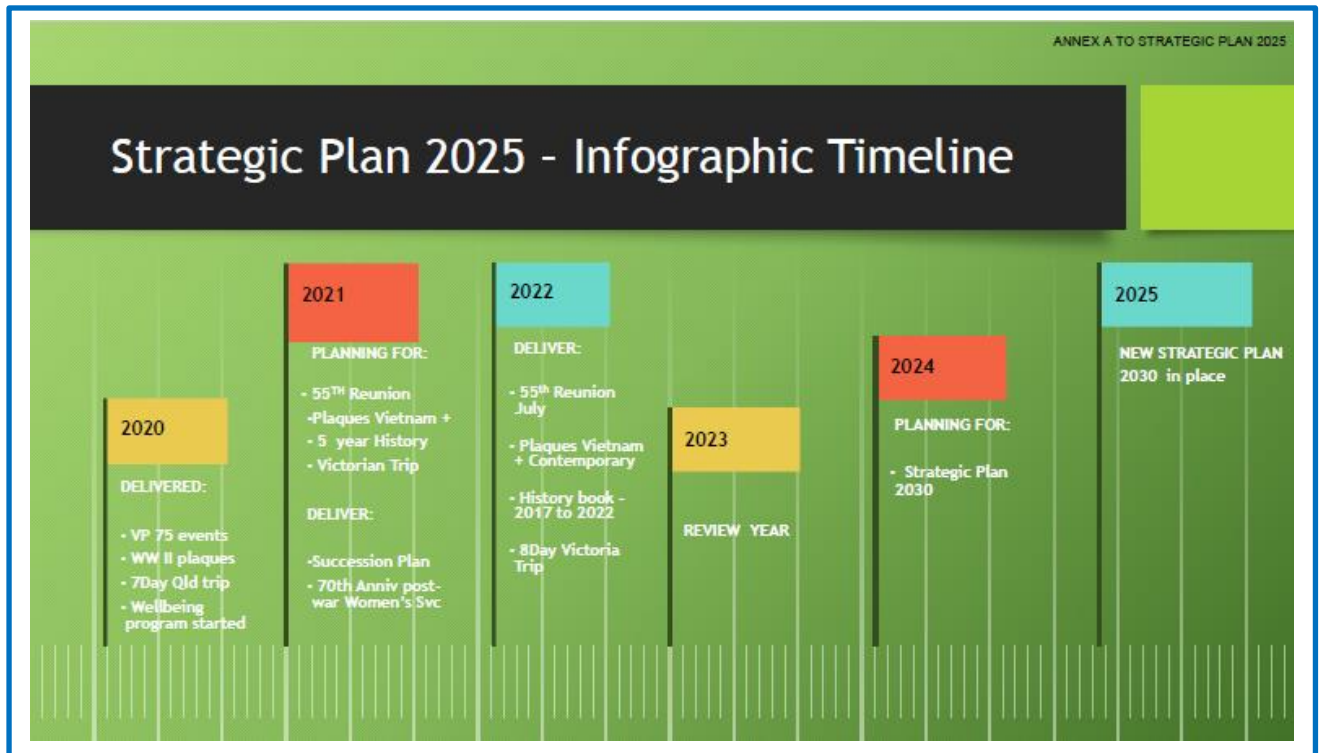 ANNEX A TO STRATEGIC PLAN 2025
Strategic Plan 2025 – Infographic Timeline
2020
DELIVERED:
- VP 75 events
- WW II plaques
- 7Day Qld trip
- Wellbeing
program started
2021
PLANNING FOR:
- 55TH Reunion
-Plaques Vietnam +
- 5 year History
- Victorian Trip
DELIVER:
-Succession Plan
- 70th Anniv post-
war Women's Svc
2022
DELIVER:
- 55th Reunion
July
- Plaques Vietnam
+ Contemporary
- History book –
2017 to 2022
- 8Day Victoria
Trip
2023
REVIEW YEAR
2024
PLANNING FOR:
- Strategic Plan
2030
2025
NEW STRATEGIC PLAN
2030 in place